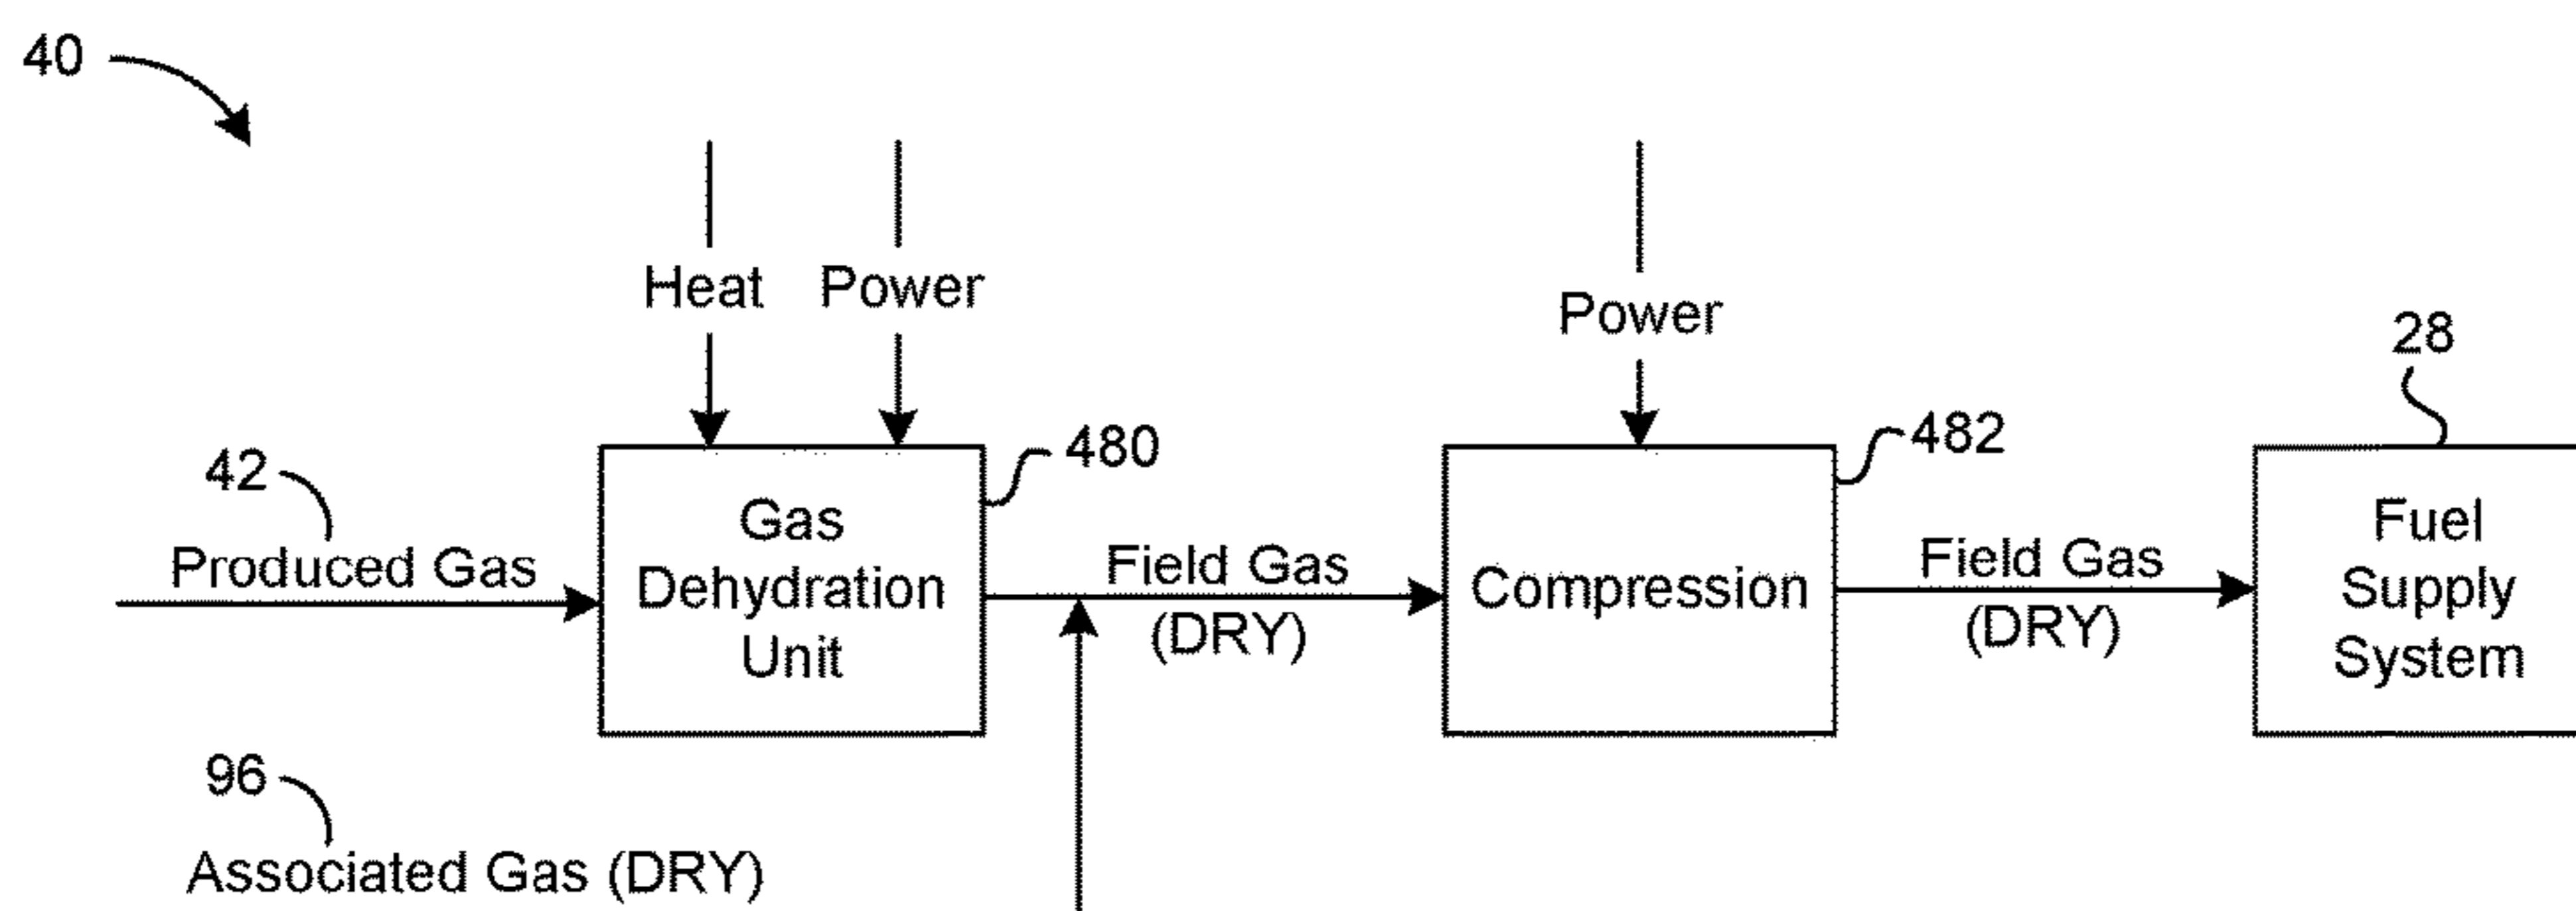 40
Heat
Power
Power
28
42
480
482
Produced Gas
Gas
Dehydration
Unit
Field Gas
(DRY)
Compression
Field Gas
(DRY)
Fuel
Supply
System
96
Associated Gas (DRY)